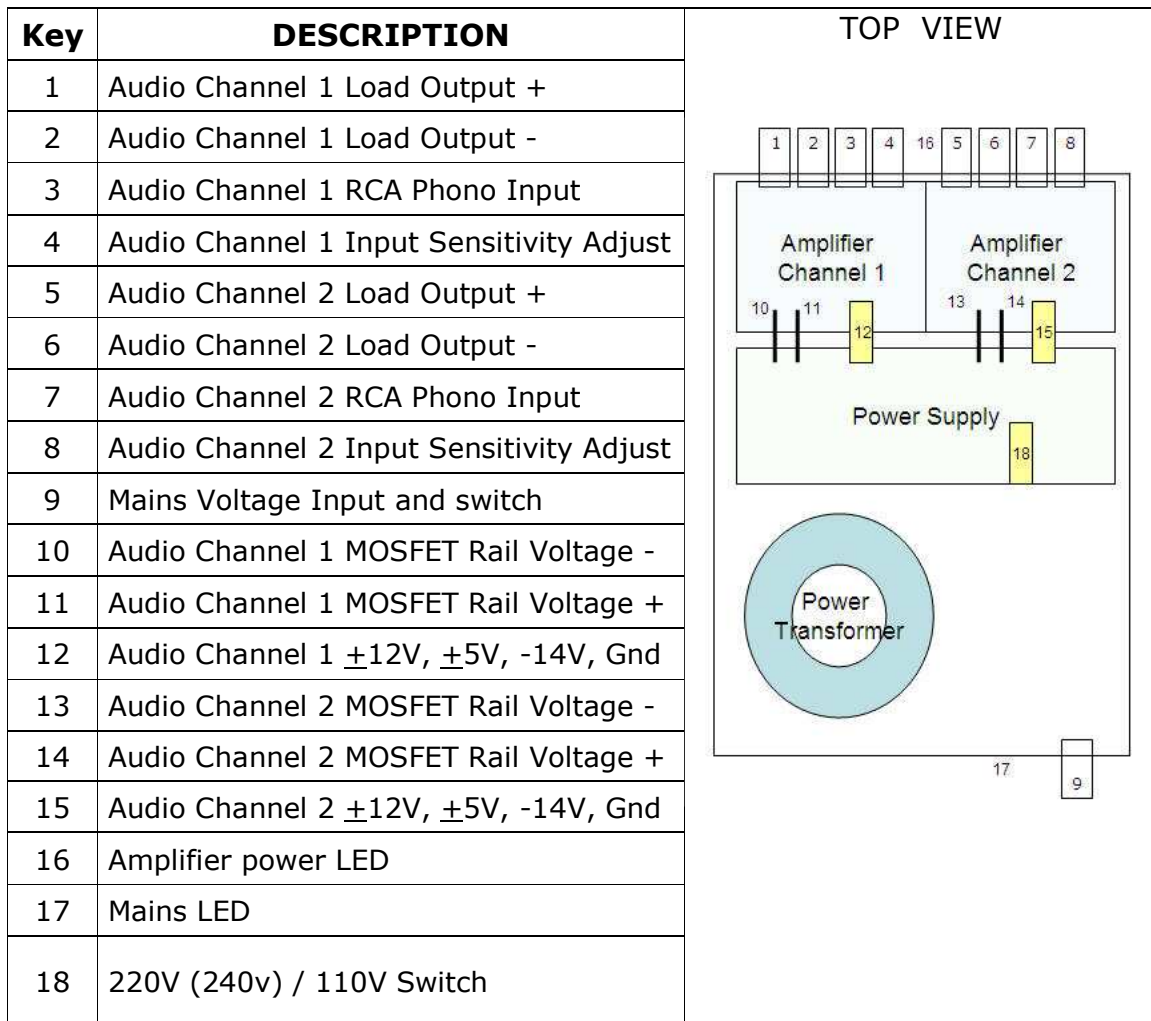 Key DESCRIPTION
1 Audio Channel 1 Load Output +
2 Audio Channel 1 Load Output -
3 Audio Channel 1 RCA Phono Input
4 Audio Channel 1 Input Sensitivity Adjust
5 Audio Channel 2 Load Output +
6 Audio Channel 2 Load Output -
7 Audio Channel 2 RCA Phono Input
8 Audio Channel 2 Input Sensitivity Adjust
9 Mains Voltage Input and switch
10 Audio Channel 1 MOSFET Rail Voltage -
11 Audio Channel 1 MOSFET Rail Voltage +
12 Audio Channel 1 ±12V, ±5V, -14V, Gnd
13 Audio Channel 2 MOSFET Rail Voltage -
14 Audio Channel 2 MOSFET Rail Voltage +
15 Audio Channel 2 ±12V, ±5V, -14V, Gnd
16 Amplifier power LED
17 Mains LED
18 220V (240v) / 110V Switch
TOP VIEW
1 2 3 4 16 5 6 7 8
Amplifier
Channel 1
Amplifier
Channel 2
10 11 12 13 14 15
Power Supply
18
Power
Transformer
17 9